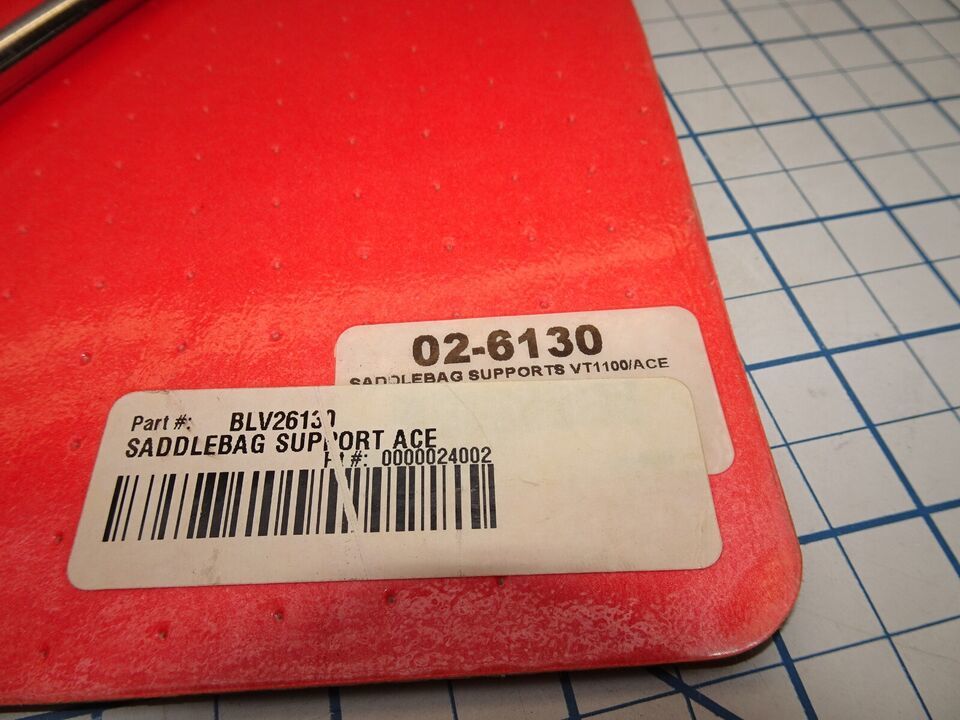 02-6130
SADDLEBAG SUPPORTS VT1100/ACE
Part #: BLV26130
SADDLEBAG SUPPORT ACE
#: 0000024002